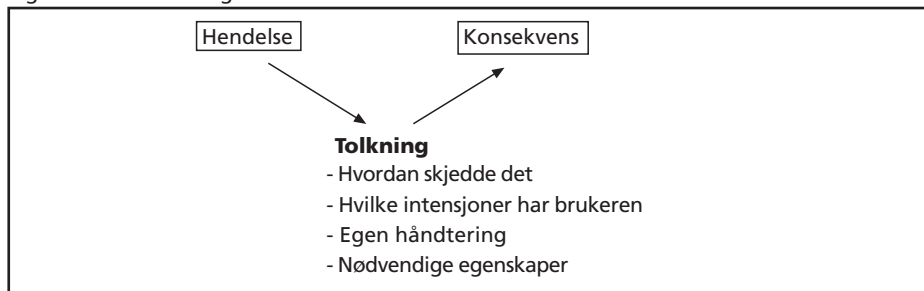 Hendelse
Konsekvens
Tolkning
- Hvordan skjedde det
- Hvilke intensjoner har brukeren
- Egen håndtering
- Nødvendige egenskaper